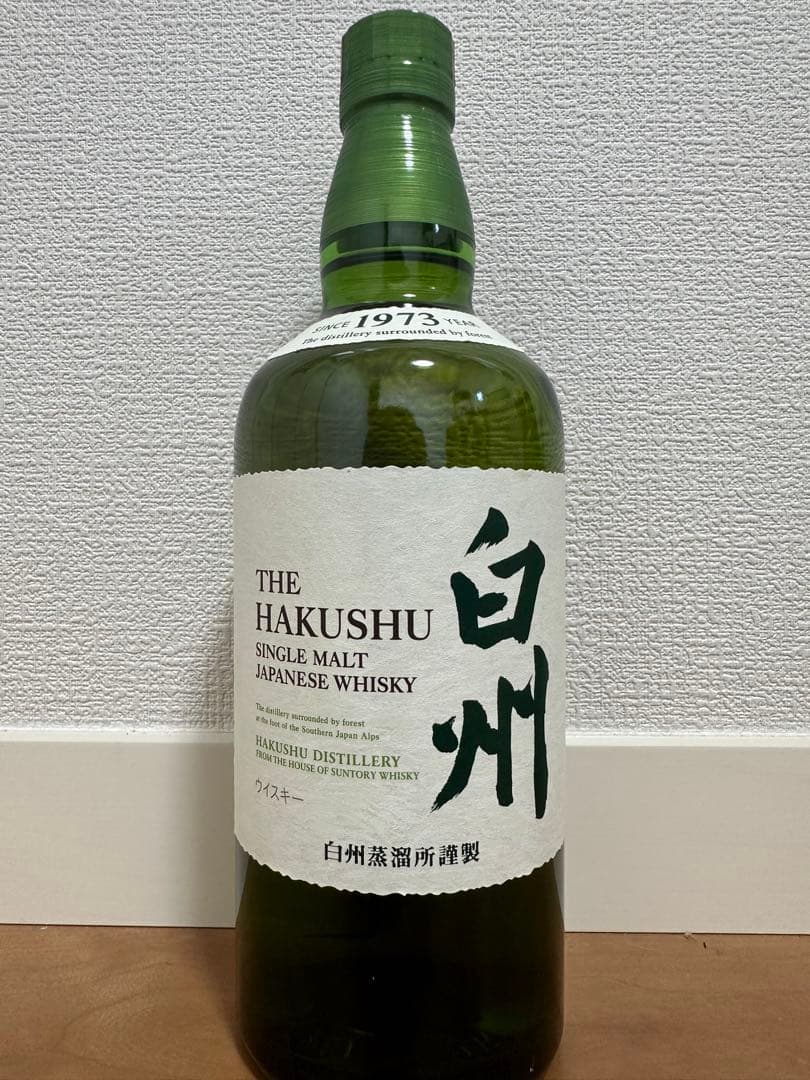 SINCE 1973 YEAR
The distillery surrounded by forest
THE
HAKUSHU
SINGLE MALT
JAPANESE WHISKY
白州
The distillery surrounded by forest
at the foot of the Southern Japan Alps
HAKUSHU DISTILLERY
FROM THE HOUSE OF SUNTORY WHISKY
ウイスキー
白州蒸溜所謹製